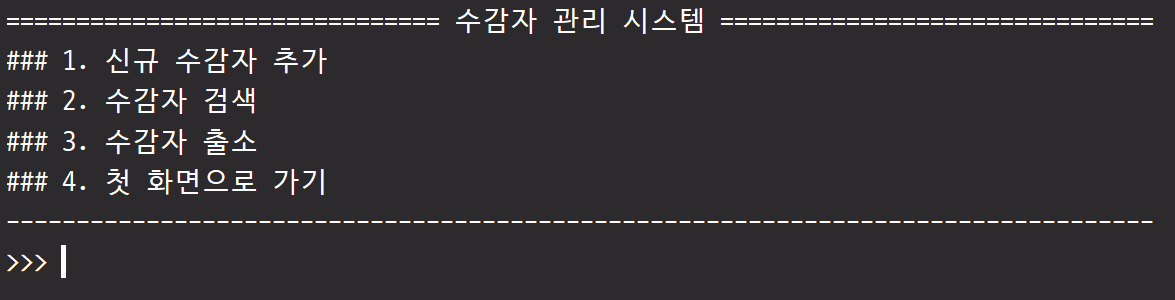 =============================== 수감자 관리 시스템 ===============================
### 1. 신규 수감자 추가
### 2. 수감자 검색
### 3. 수감자 출소
### 4. 첫 화면으로 가기
----------------------------------------------------------------------------------
>>>